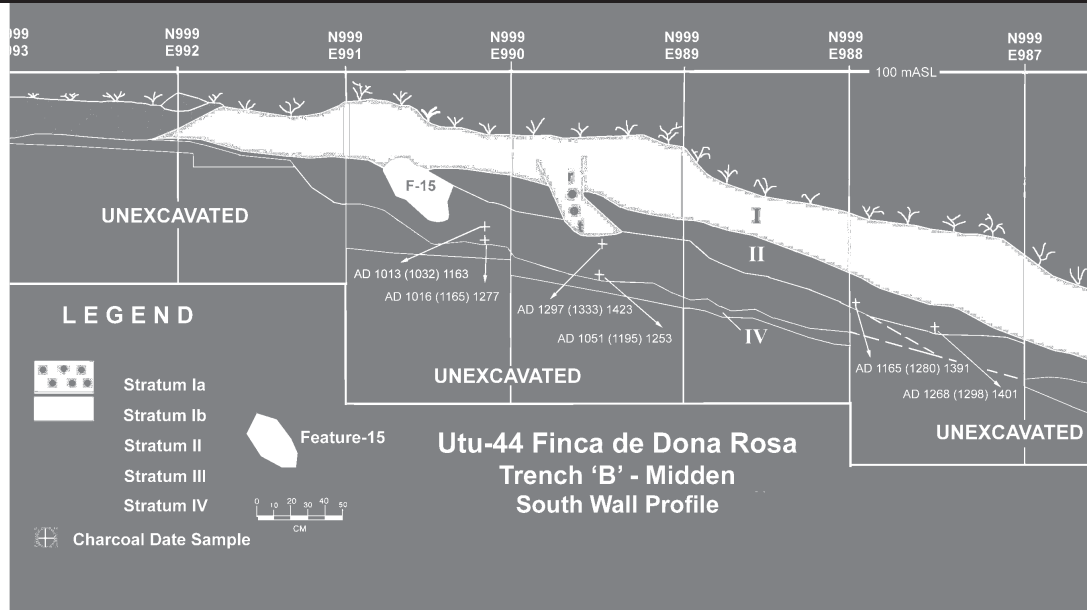 999
993
N999
E992
N999
E991
N999
E990
N999
E989
N999
E988
N999
E987
100 mASL
F-15
UNEXCAVATED
I
II
AD 1013 (1032) 1163
AD 1016 (1165) 1277
AD 1297 (1333) 1423
AD 1051 (1195) 1253
IV
AD 1165 (1280) 1391
AD 1268 (1298) 1401
UNEXCAVATED
UNEXCAVATED
LEGEND
Stratum Ia
Stratum Ib
Stratum II
Stratum III
Stratum IV
Feature-15
0 10 20 30 40 50
CM
Charcoal Date Sample
Utu-44 Finca de Dona Rosa
Trench ‘B’ - Midden
South Wall Profile